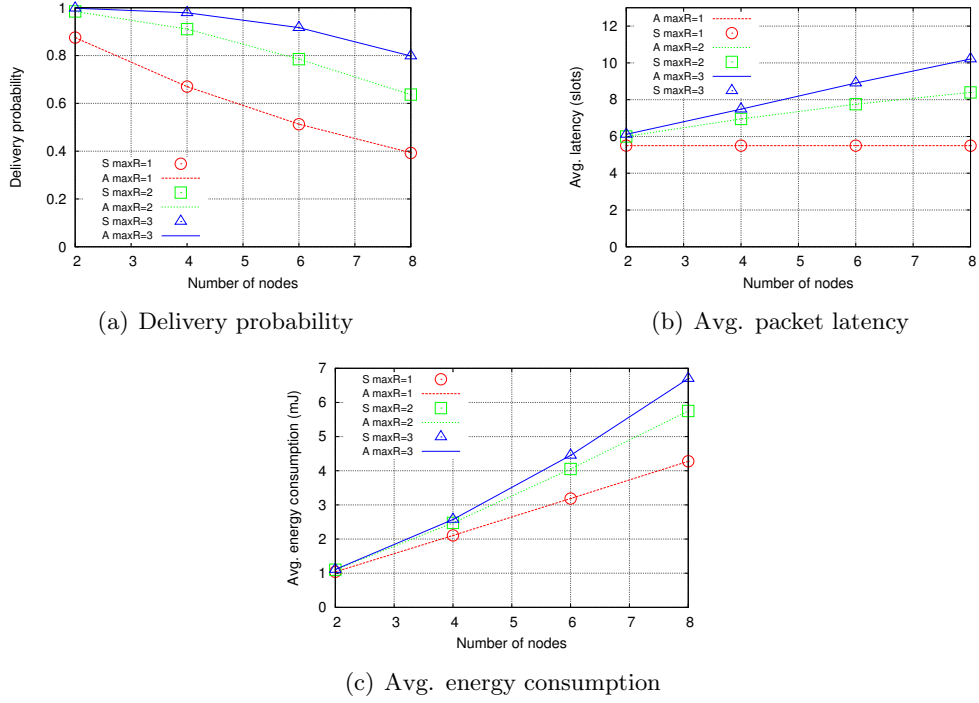 1
0.8
0.6
0.4
0.2
0
Delivery probability
S maxR=1
A maxR=1
S maxR=2
A maxR=2
S maxR=3
A maxR=3
2 3 4 5 6 7 8
Number of nodes
(a) Delivery probability
12
10
8
6
4
2
0
Avg. latency (slots)
A maxR=1
S maxR=1
A maxR=2
S maxR=2
A maxR=3
S maxR=3
2 3 4 5 6 7 8
Number of nodes
(b) Avg. packet latency
7
6
5
4
3
2
1
0
Avg. energy consumption (mJ)
S maxR=1
A maxR=1
S maxR=2
A maxR=2
S maxR=3
A maxR=3
2 3 4 5 6 7 8
Number of nodes
(c) Avg. energy consumption